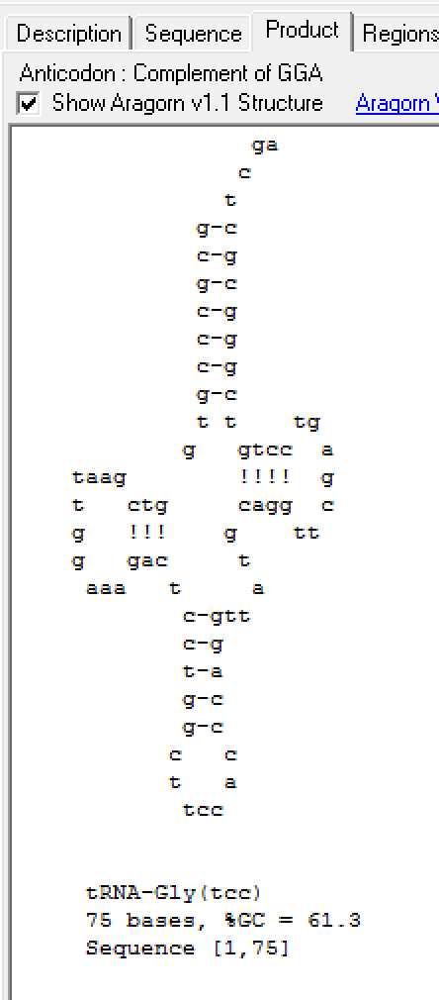 Description Sequence Product Regions
Anticodon : Complement of GGA
Show Aragorn v1.1 Structure Aragorn
            ga
           c
          t
        g-c
        c-g
        g-c
        c-g
        c-g
        c-g
        g-c
        t t    tg
       g   gtcc  a
taag        !!!!  g
t   ctg     cagg  c
g   !!!    g    tt
g   gac     t
 aaa   t     a
       c-gtt
       c-g
       t-a
       g-c
       g-c
      c   c
      t   a
       tcc
tRNA-Gly(tcc)
75 bases, %GC = 61.3
Sequence [1,75]